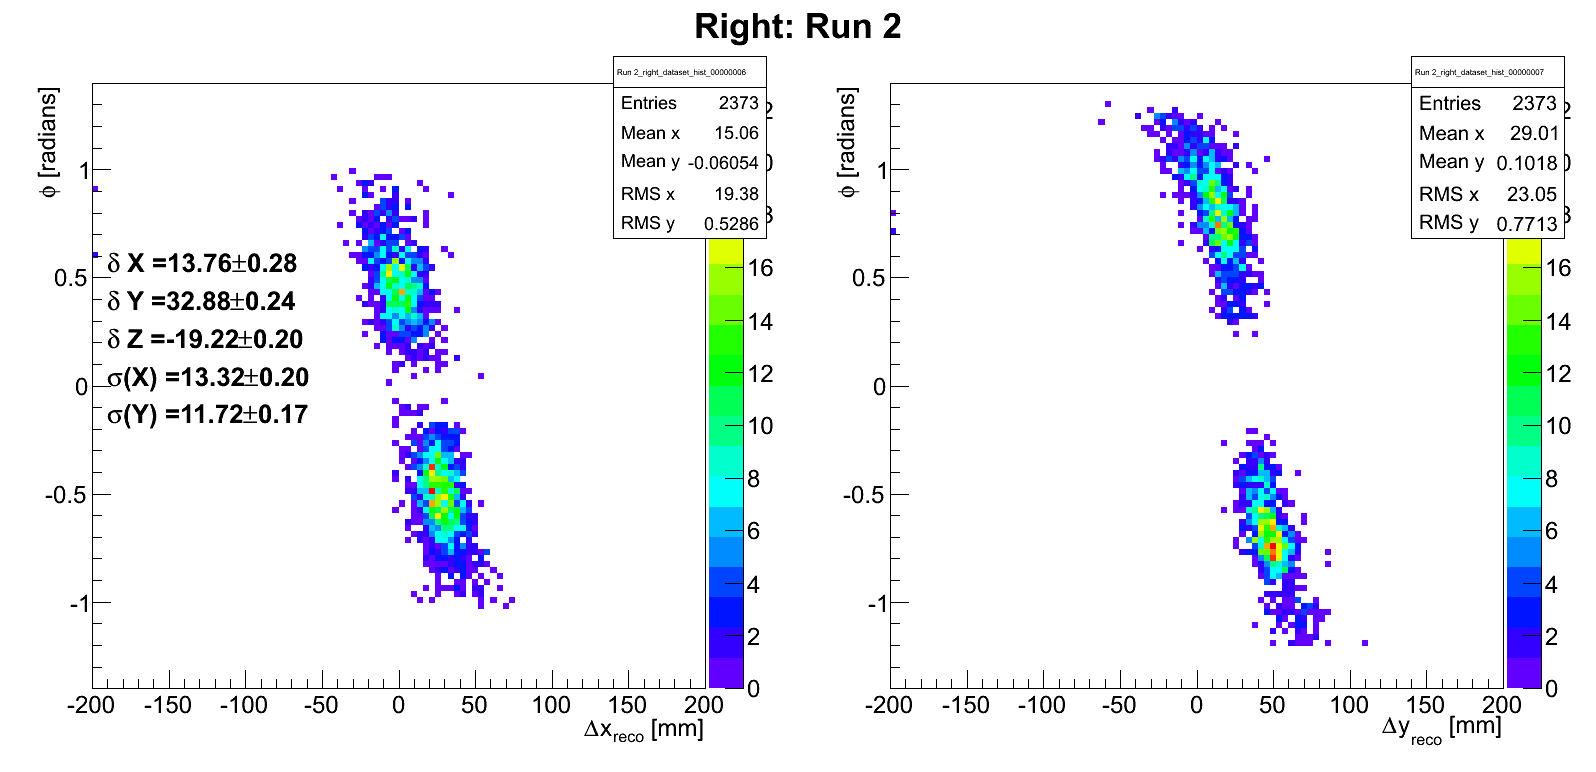 Right: Run 2
Run 2_right_dataset_hist_00000006
Entries 2373
Mean x 15.06
Mean y -0.06054
RMS x 19.38
RMS y 0.5286
ϕ [radians]
1
0.5
0
-0.5
-1
δ X =13.76±0.28
δ Y =32.88±0.24
δ Z =-19.22±0.20
σ(X) =13.32±0.20
σ(Y) =11.72±0.17
16
14
12
10
8
6
4
2
0
-200 -150 -100 -50 0 50 100 150 200
Δx reco [mm]
Run 2_right_dataset_hist_00000007
Entries 2373
Mean x 29.01
Mean y 0.1018
RMS x 23.05
RMS y 0.7713
ϕ [radians]
1
0.5
0
-0.5
-1
16
14
12
10
8
6
4
2
0
-200 -150 -100 -50 0 50 100 150 200
Δy reco [mm]